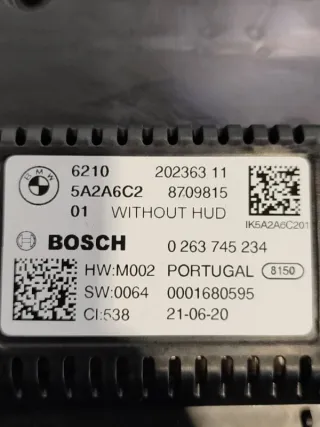 BMW
6210 202363 11
5A2A6C2 8709815
01 WITHOUT HUD
IK5A2A6C201
BOSCH 0 263 745 234
HW:M002 PORTUGAL 8150
SW:0064 0001680595
CI:538 21-06-20